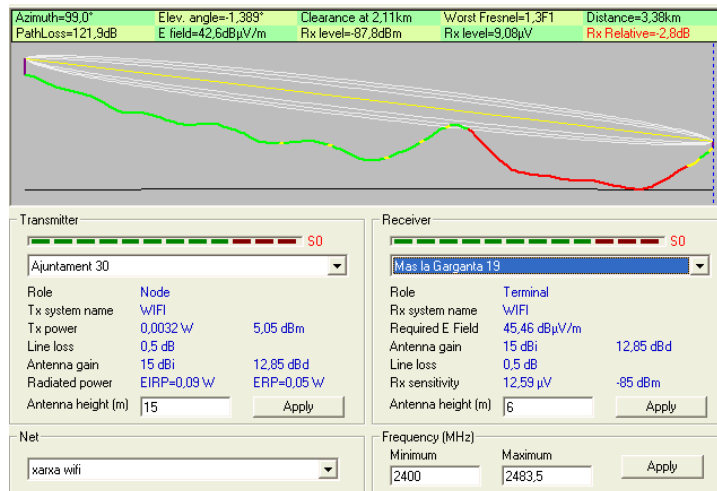 Azimuth=99,0° Elev. angle=-1,389° Clearance at 2,11km Worst Fresnel=1,3F1 Distance=3,38km
PathLoss=121,9dB E field=42,6dBµV/m Rx level=-87,8dBm Rx level=9,08µV Rx Relative=-2,8dB
Transmitter
S0
Ajuntament 30
Role Node
Tx system name WIFI
Tx power 0,0032 W 5,05 dBm
Line loss 0,5 dB
Antenna gain 15 dBi 12,85 dBd
Radiated power EIRP=0,09 W ERP=0,05 W
Antenna height (m) 15 Apply
Net
xarxa wifi
Receiver
S0
Mas la Garganta 19
Role Terminal
Rx system name WIFI
Required E Field 45,46 dBµV/m
Antenna gain 15 dBi 12,85 dBd
Line loss 0,5 dB
Rx sensitivity 12,59 µV -85 dBm
Antenna height (m) 6 Apply
Frequency (MHz)
Minimum Maximum
2400 2483,5 Apply